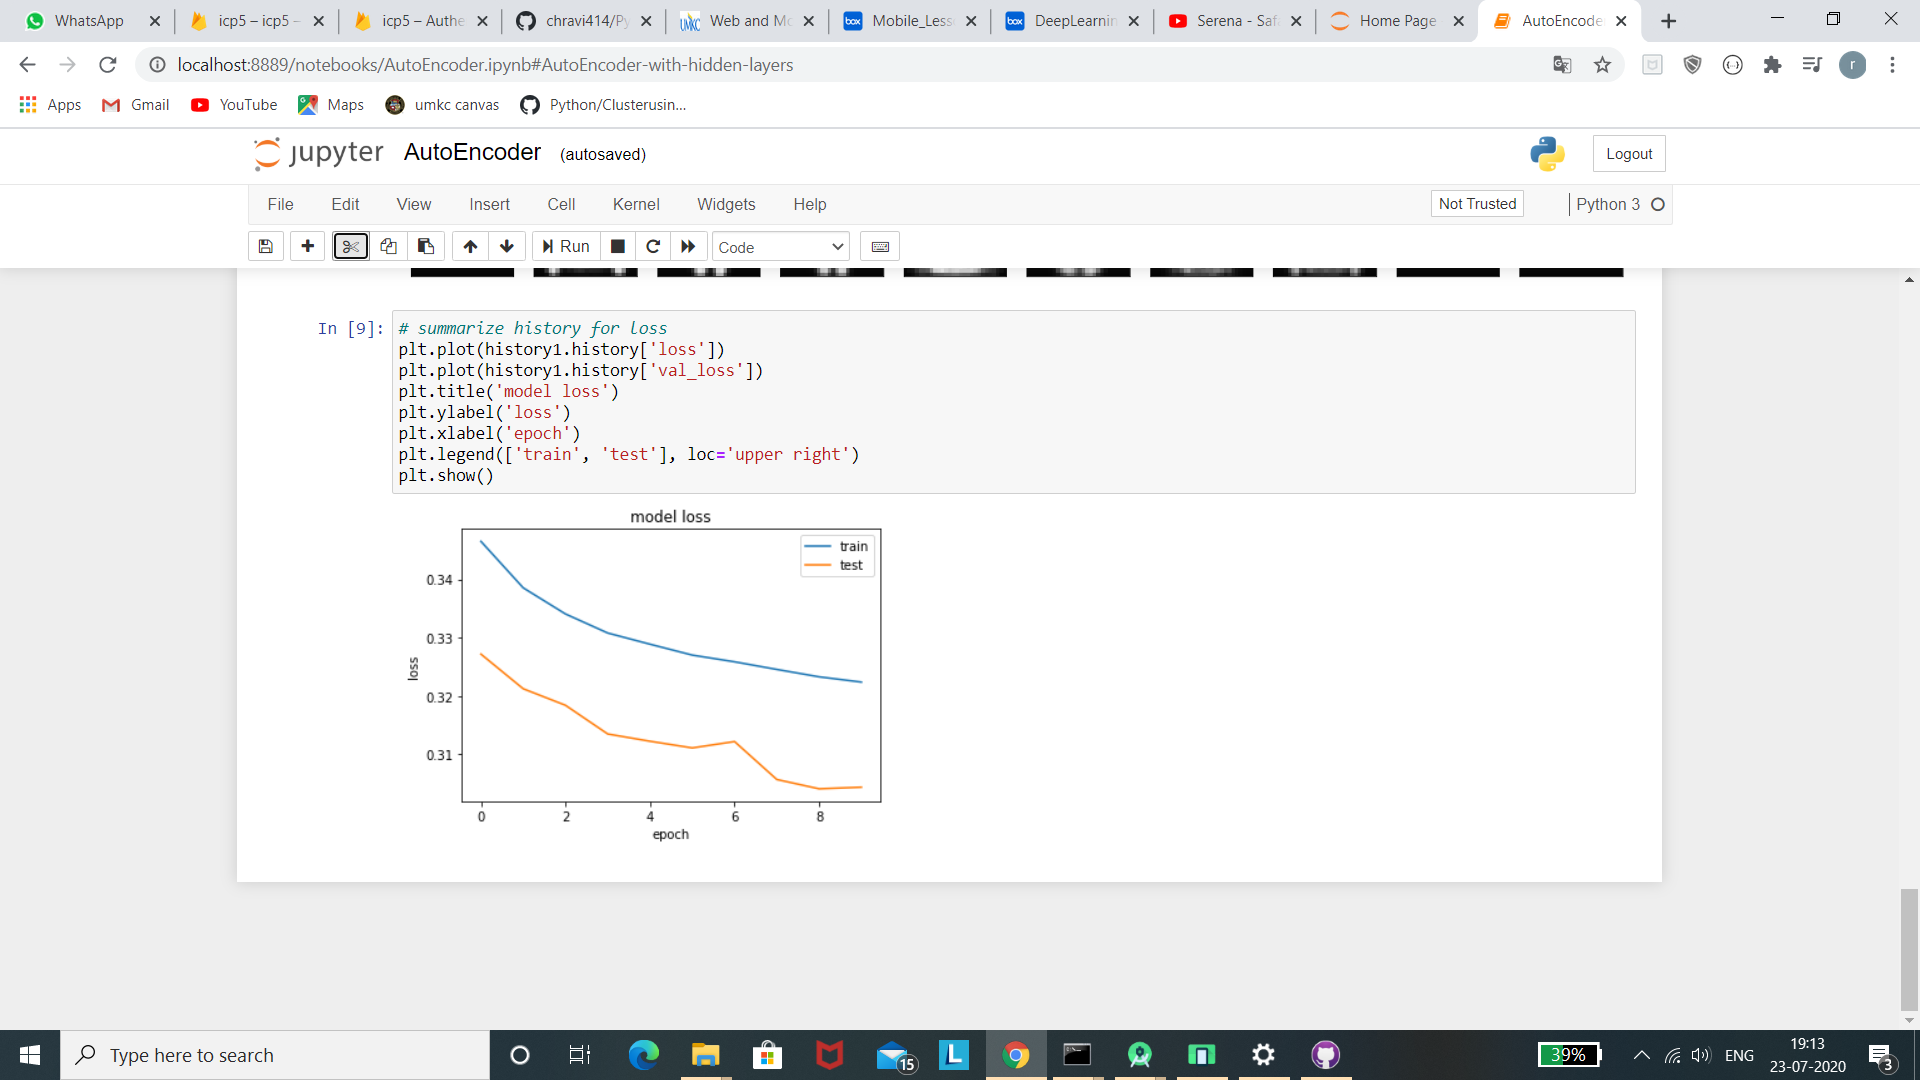 WhatsApp
icp5 – icp5 –
icp5 – Authe
chravi414/Py
Web and Mo
Mobile_Less
DeepLearnin
Serena - Saf
Home Page
AutoEncode
localhost:8889/notebooks/AutoEncoder.ipynb#AutoEncoder-with-hidden-layers
r
Apps
Gmail
YouTube
Maps
umkc canvas
Python/Clusterusin...
jupyter AutoEncoder (autosaved)
Logout
File Edit View Insert Cell Kernel Widgets Help
Not Trusted
Python 3
Run
Code
In [9]:
# summarize history for loss
plt.plot(history1.history['loss'])
plt.plot(history1.history['val_loss'])
plt.title('model loss')
plt.ylabel('loss')
plt.xlabel('epoch')
plt.legend(['train', 'test'], loc='upper right')
plt.show()
model loss
train
test
0.34
0.33
0.32
0.31
loss
0 2 4 6 8
epoch
Type here to search
15
39%
ENG
19:13
23-07-2020
3